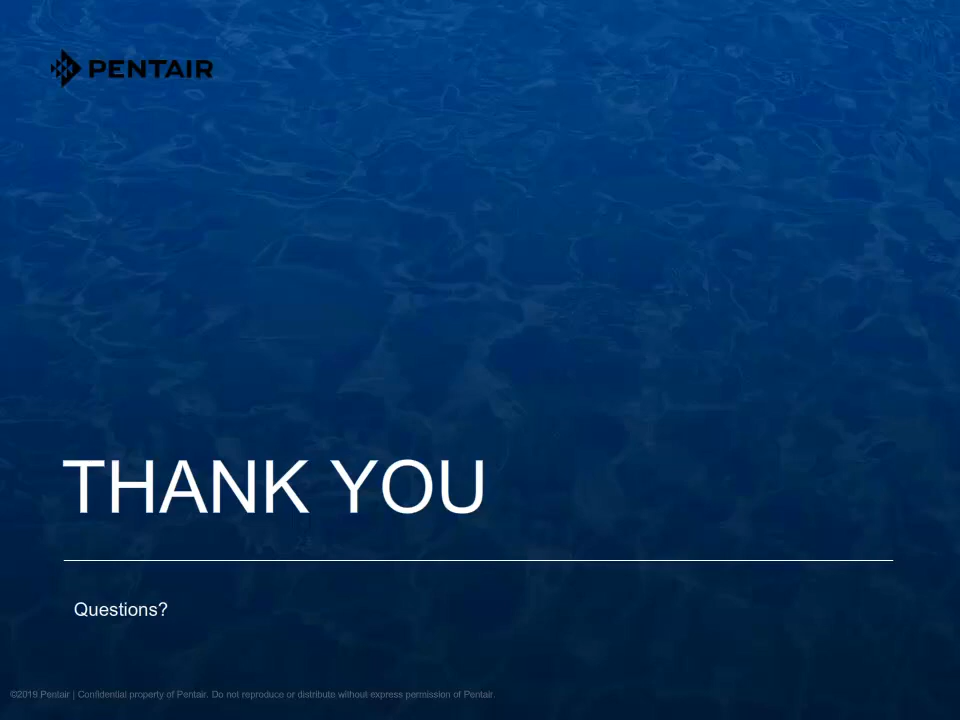 PENTAIR
THANK YOU
Questions?
©2019 Pentair | Confidential property of Pentair. Do not reproduce or distribute without express permission of Pentair.